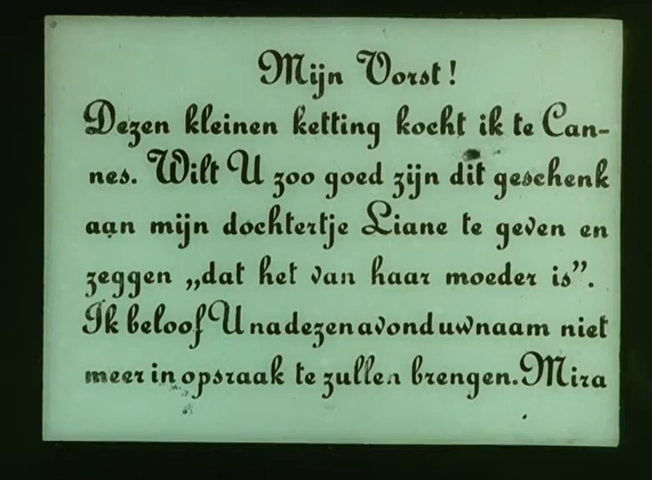 Mijn Vorst!
Dezen kleinen ketting kocht ik te Can-
nes. Wilt U zoo goed zijn dit geschenk
aan mijn dochtertje Liane te geven en
zeggen „dat het van haar moeder is”.
Ik beloof U na dezen avond uw naam niet
meer in opsraak te zullen brengen. Mira